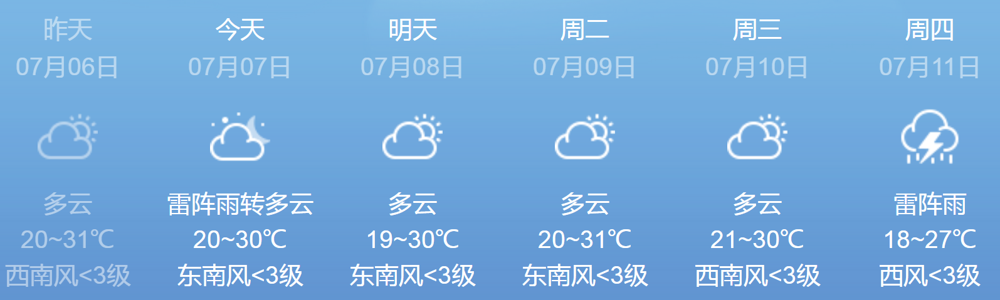 昨天 今天 明天 周二 周三 周四
07月06日 07月07日 07月08日 07月09日 07月10日 07月11日
多云 雷阵雨转多云 多云 多云 多云 雷阵雨
20~31℃ 20~30℃ 19~30℃ 20~31℃ 21~30℃ 18~27℃
西南风<3级 东南风<3级 东南风<3级 东南风<3级 西南风<3级 西风<3级